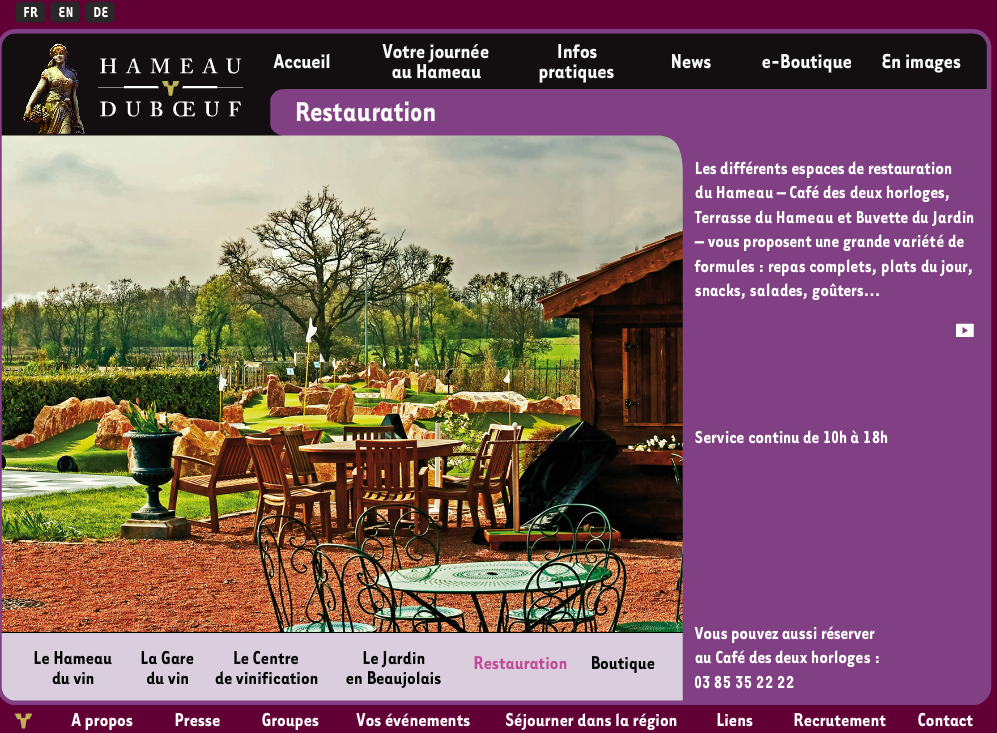 FR EN DE
HAMEAU
DUBŒUF
Accueil
Votre journée
au Hameau
Infos
pratiques
News
e-Boutique
En images
Restauration
Les différents espaces de restauration
du Hameau – Café des deux horloges,
Terrasse du Hameau et Buvette du Jardin
– vous proposent une grande variété de
formules : repas complets, plats du jour,
snacks, salades, goûters...
Service continu de 10h à 18h
Vous pouvez aussi réserver
au Café des deux horloges :
03 85 35 22 22
Le Hameau
du vin
La Gare
du vin
Le Centre
de vinification
Le Jardin
en Beaujolais
Restauration
Boutique
A propos Presse Groupes Vos événements Séjourner dans la région Liens Recrutement Contact